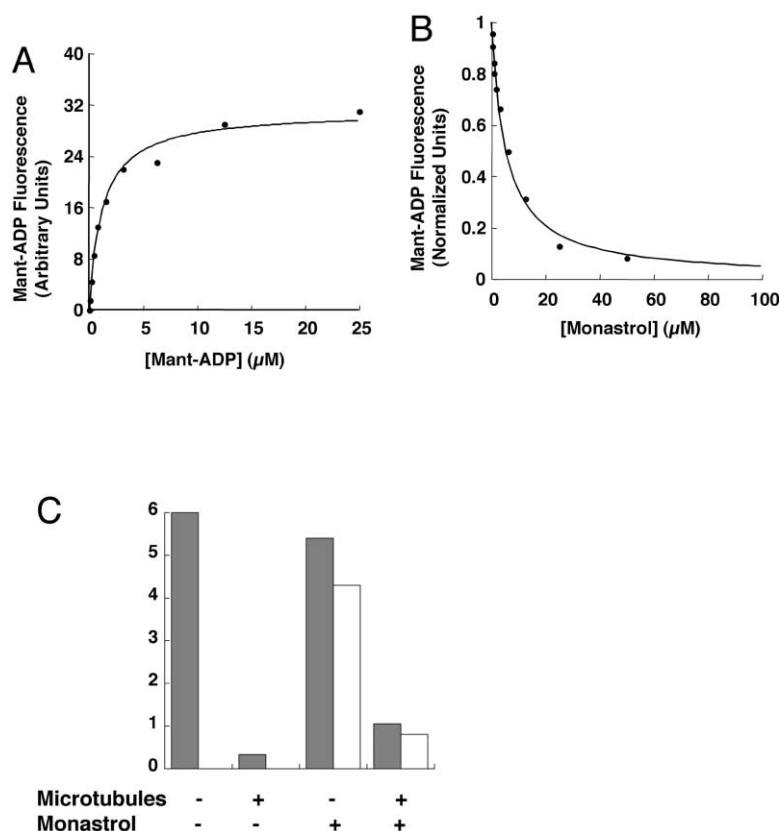 A
Mant-ADP Fluorescence
(Arbitrary Units)
40
32
24
16
8
0
0 5 10 15 20 25
[Mant-ADP] (µM)
B
Mant-ADP Fluorescence
(Normalized Units)
1
0.8
0.6
0.4
0.2
0
0 20 40 60 80 100
[Monastrol] (µM)
C
6
5
4
3
2
1
0
Microtubules - + - +
Monastrol - - + +